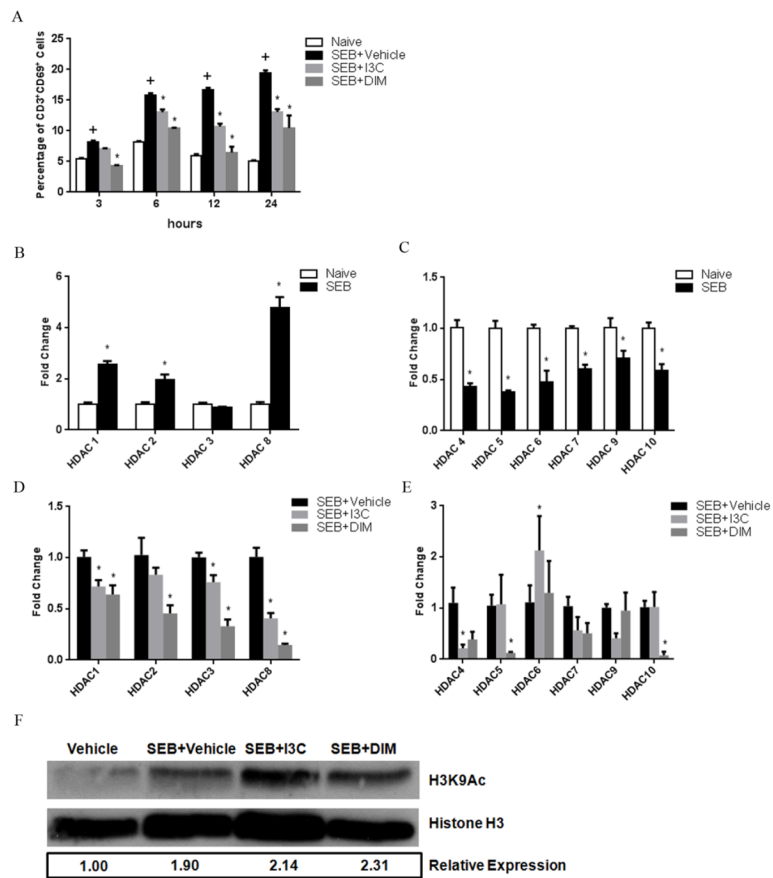 A
Naive
SEB+Vehicle
SEB+I3C
SEB+DIM
Percentage of CD3+CD69+ Cells
25
20
15
10
5
0
+ + + +
* * * * * * *
3 6 12 24
hours
B
Naive
SEB
Fold Change
6
4
2
0
* * *
HDAC 1 HDAC 2 HDAC 3 HDAC 8
C
Naive
SEB
Fold Change
1.5
1.0
0.5
0.0
* * * * * *
HDAC 4 HDAC 5 HDAC 6 HDAC 7 HDAC 9 HDAC 10
D
SEB+Vehicle
SEB+I3C
SEB+DIM
Fold Change
1.5
1.0
0.5
0.0
* * * * * * *
HDAC1 HDAC2 HDAC3 HDAC8
E
SEB+Vehicle
SEB+I3C
SEB+DIM
Fold Change
3
2
1
0
* * * *
HDAC4 HDAC5 HDAC6 HDAC7 HDAC9 HDAC10
F
Vehicle SEB+Vehicle SEB+I3C SEB+DIM
H3K9Ac
Histone H3
1.00 1.90 2.14 2.31 Relative Expression